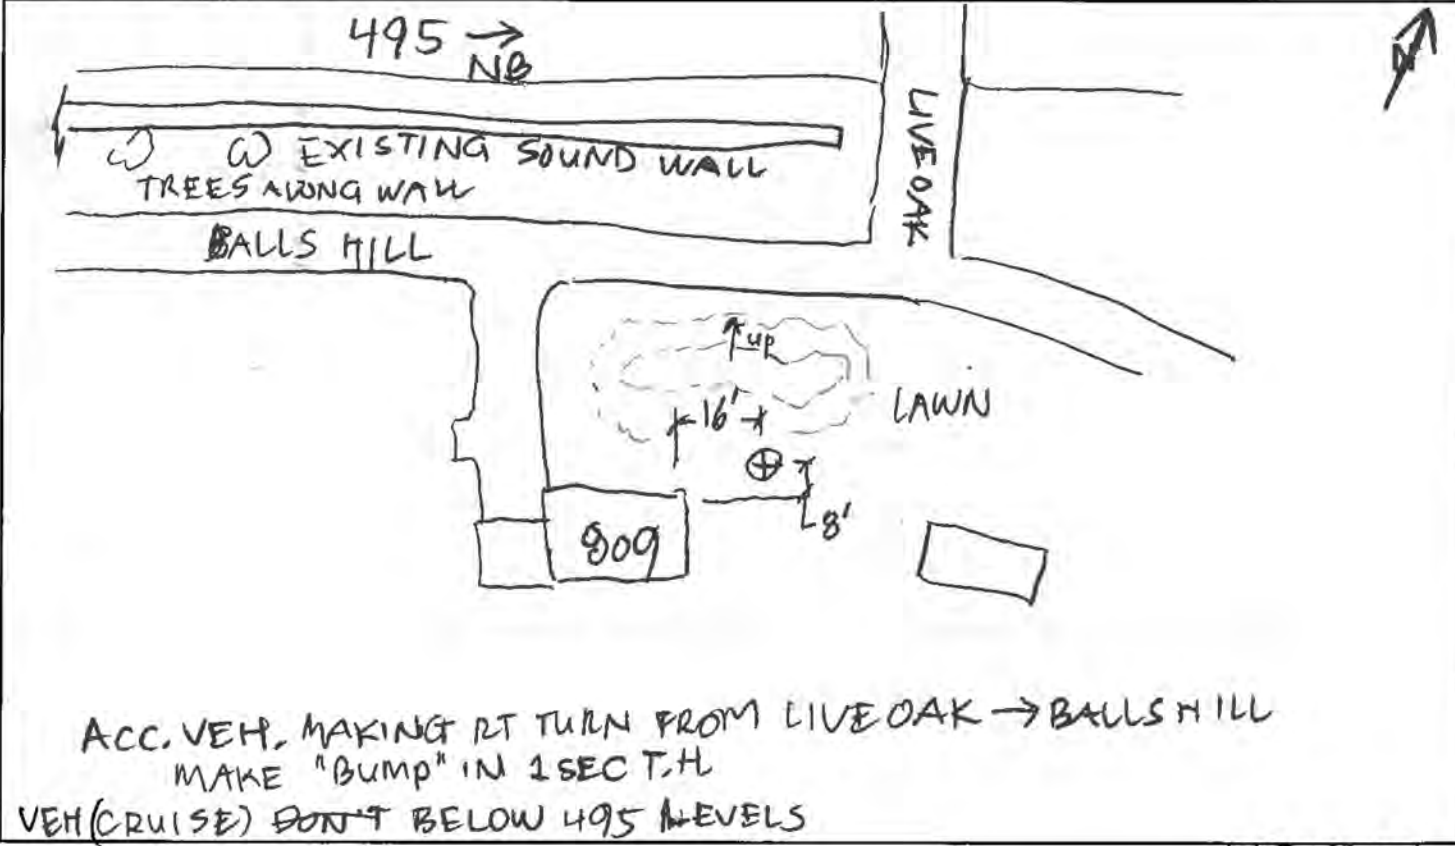 495 →
NB
N
LIVE OAK
EXISTING SOUND WALL
TREES ALONG WALL
BALLS HILL
UP
16'
LAWN
8'
809
ACC. VEH. MAKING RT TURN FROM LIVE OAK → BALLS HILL
MAKE "BUMP" IN 1 SEC T.H
VEH (CRUISE) DON'T BELOW 495 LEVELS